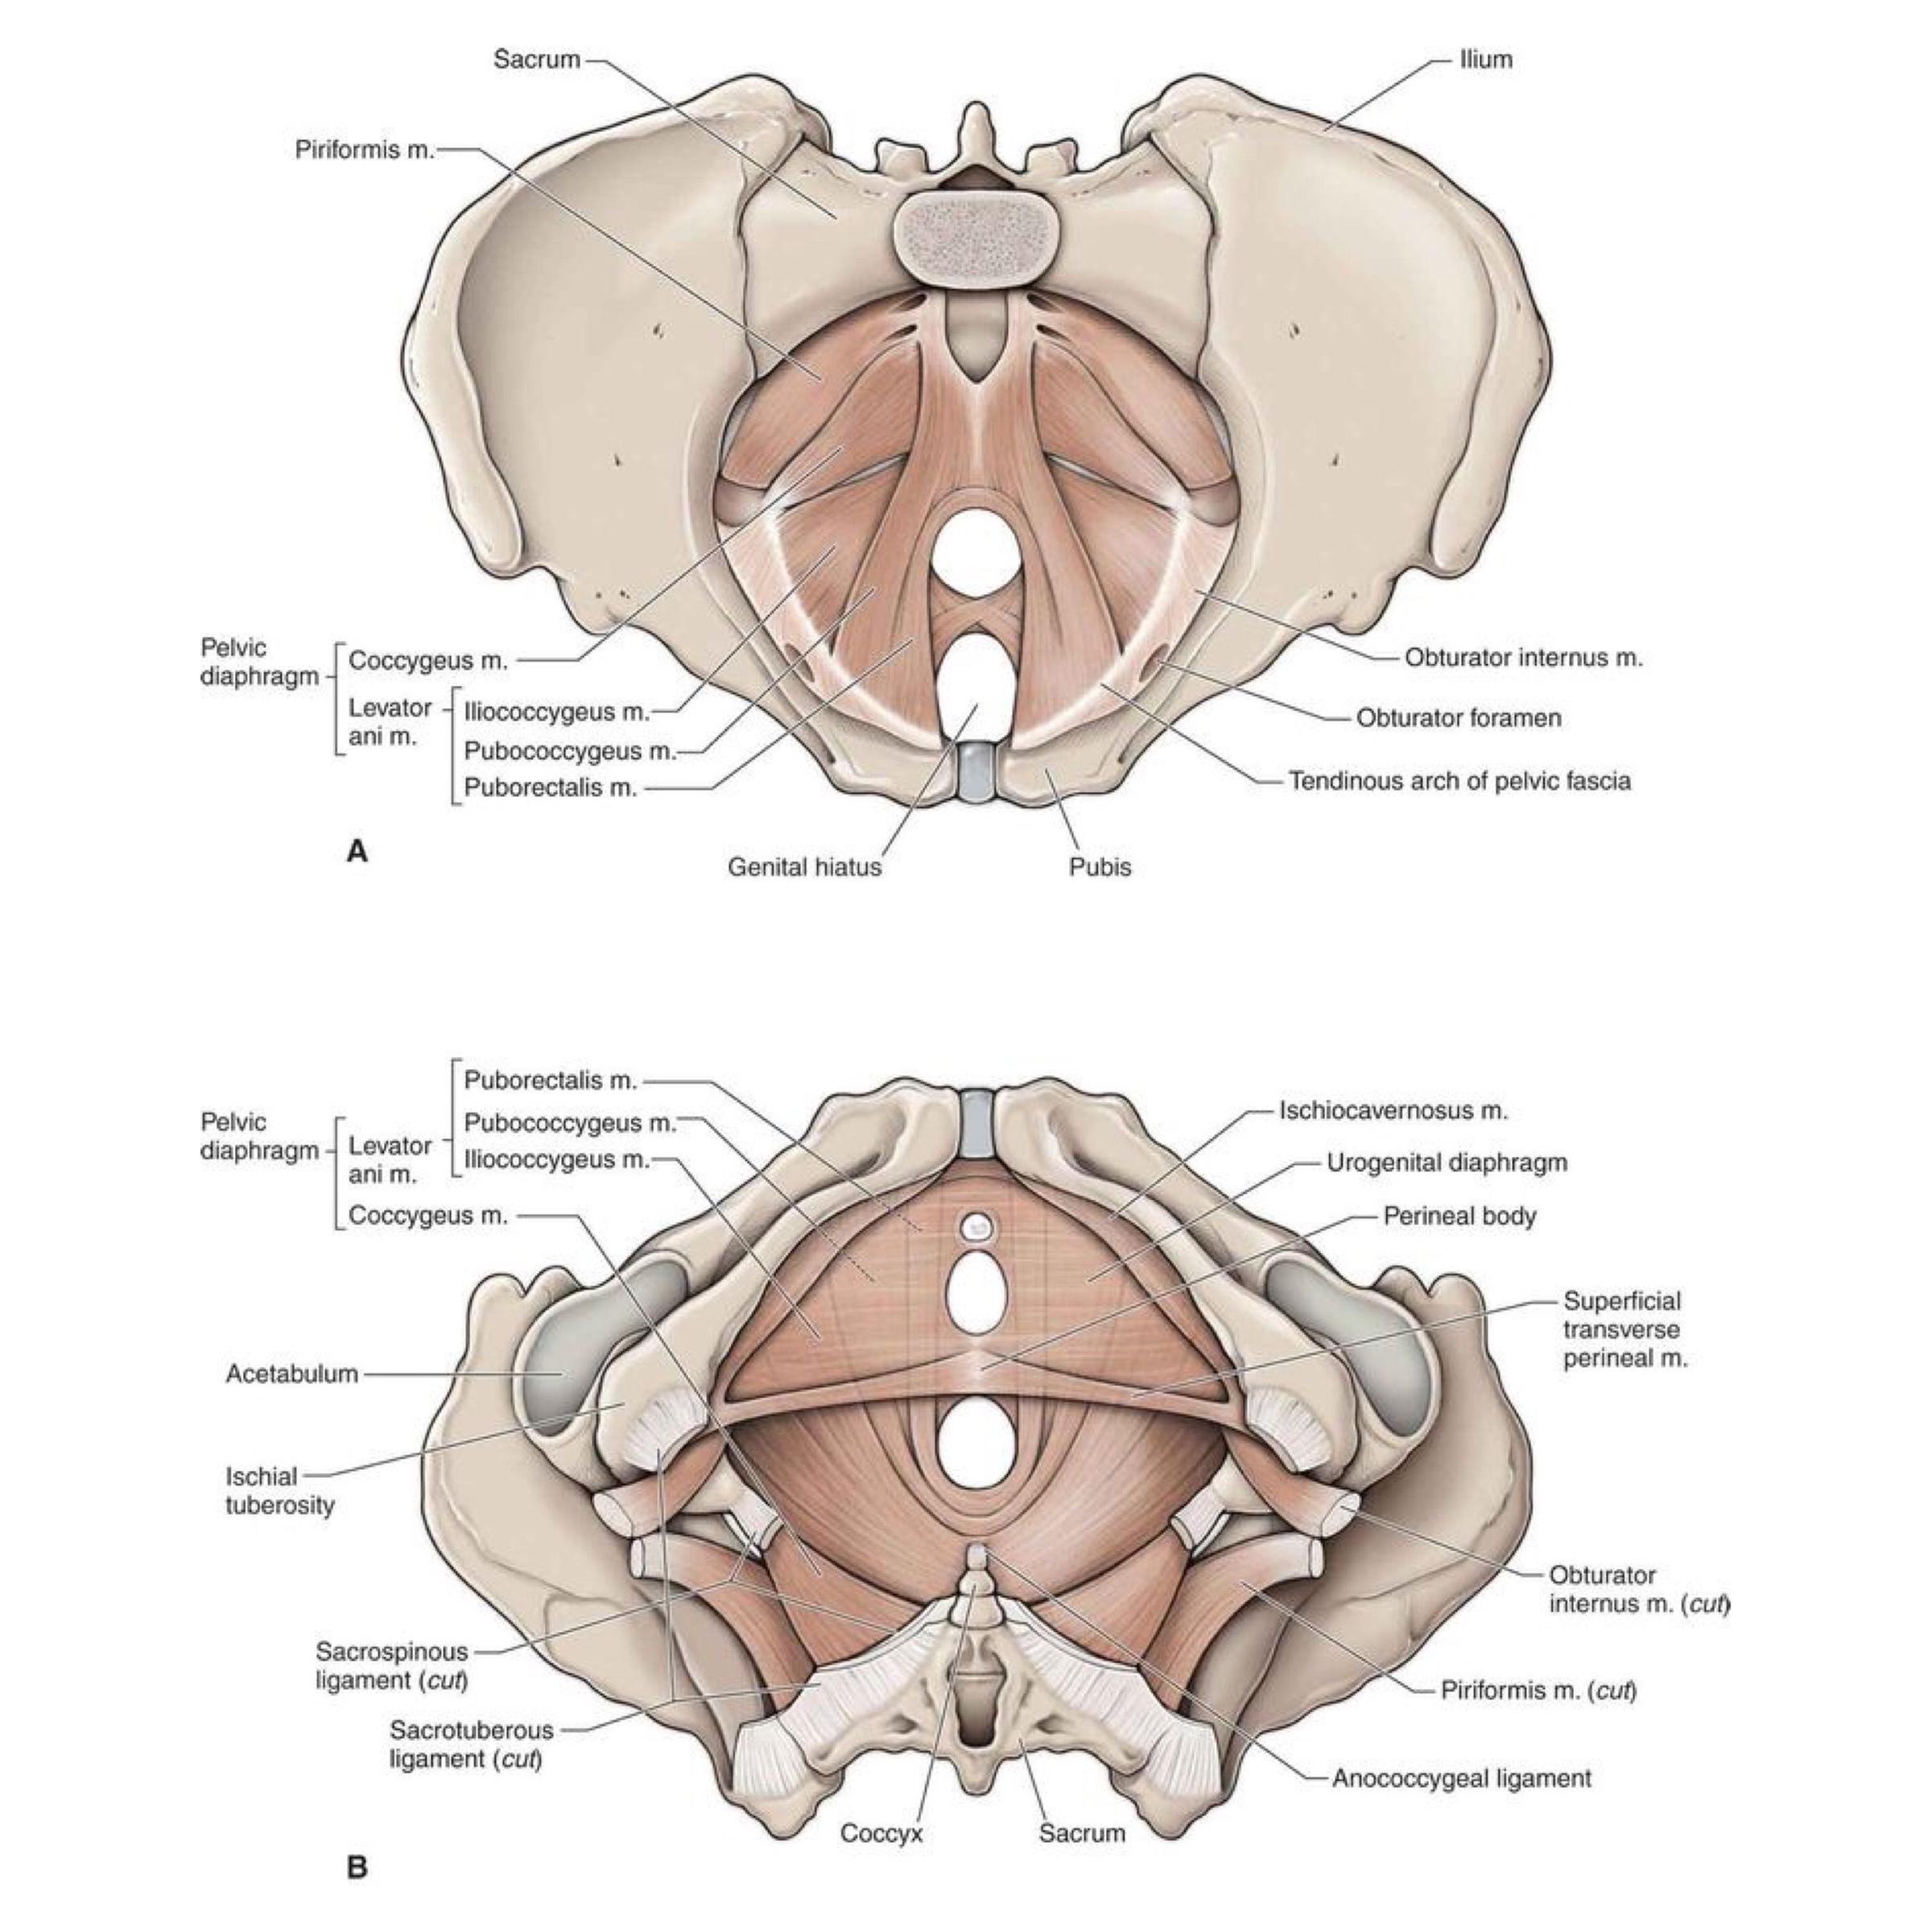 Sacrum
Ilium
Piriformis m.
Pelvic
diaphragm
Coccygeus m.
Levator
ani m.
Iliococcygeus m.
Pubococcygeus m.
Puborectalis m.
Obturator internus m.
Obturator foramen
Tendinous arch of pelvic fascia
Genital hiatus
Pubis
A
Puborectalis m.
Pubococcygeus m.
Iliococcygeus m.
Pelvic
diaphragm
Levator
ani m.
Coccygeus m.
Ischiocavernosus m.
Urogenital diaphragm
Perineal body
Superficial
transverse
perineal m.
Acetabulum
Ischial
tuberosity
Obturator
internus m. (cut)
Sacrospinous
ligament (cut)
Piriformis m. (cut)
Sacrotuberous
ligament (cut)
Anococcygeal ligament
Coccyx
Sacrum
B